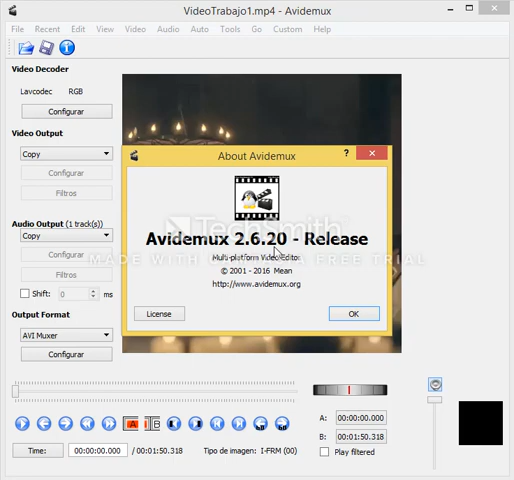 VideoTrabajo1.mp4 - Avidemux
File Recent Edit View Video Audio Auto Tools Go Custom Help
Video Decoder
Lavcodec RGB
Configurar
Video Output
Copy
Configurar
Filtros
Audio Output (1 track(s))
Copy
Configurar
Filtros
Shift: 0 ms
Output Format
AVI Muxer
Configurar
About Avidemux
?
TechSmith
Avidemux 2.6.20 - Release
MADE WITH A FREE TRIAL
Multi-platform Video Editor
© 2001 - 2016 Mean
http://www.avidemux.org
License
OK
A
B
60
60
A: 00:00:00.000
B: 00:01:50.318
Play filtered
Time: 00:00:00.000 / 00:01:50.318 Tipo de imagen: I-FRM (00)